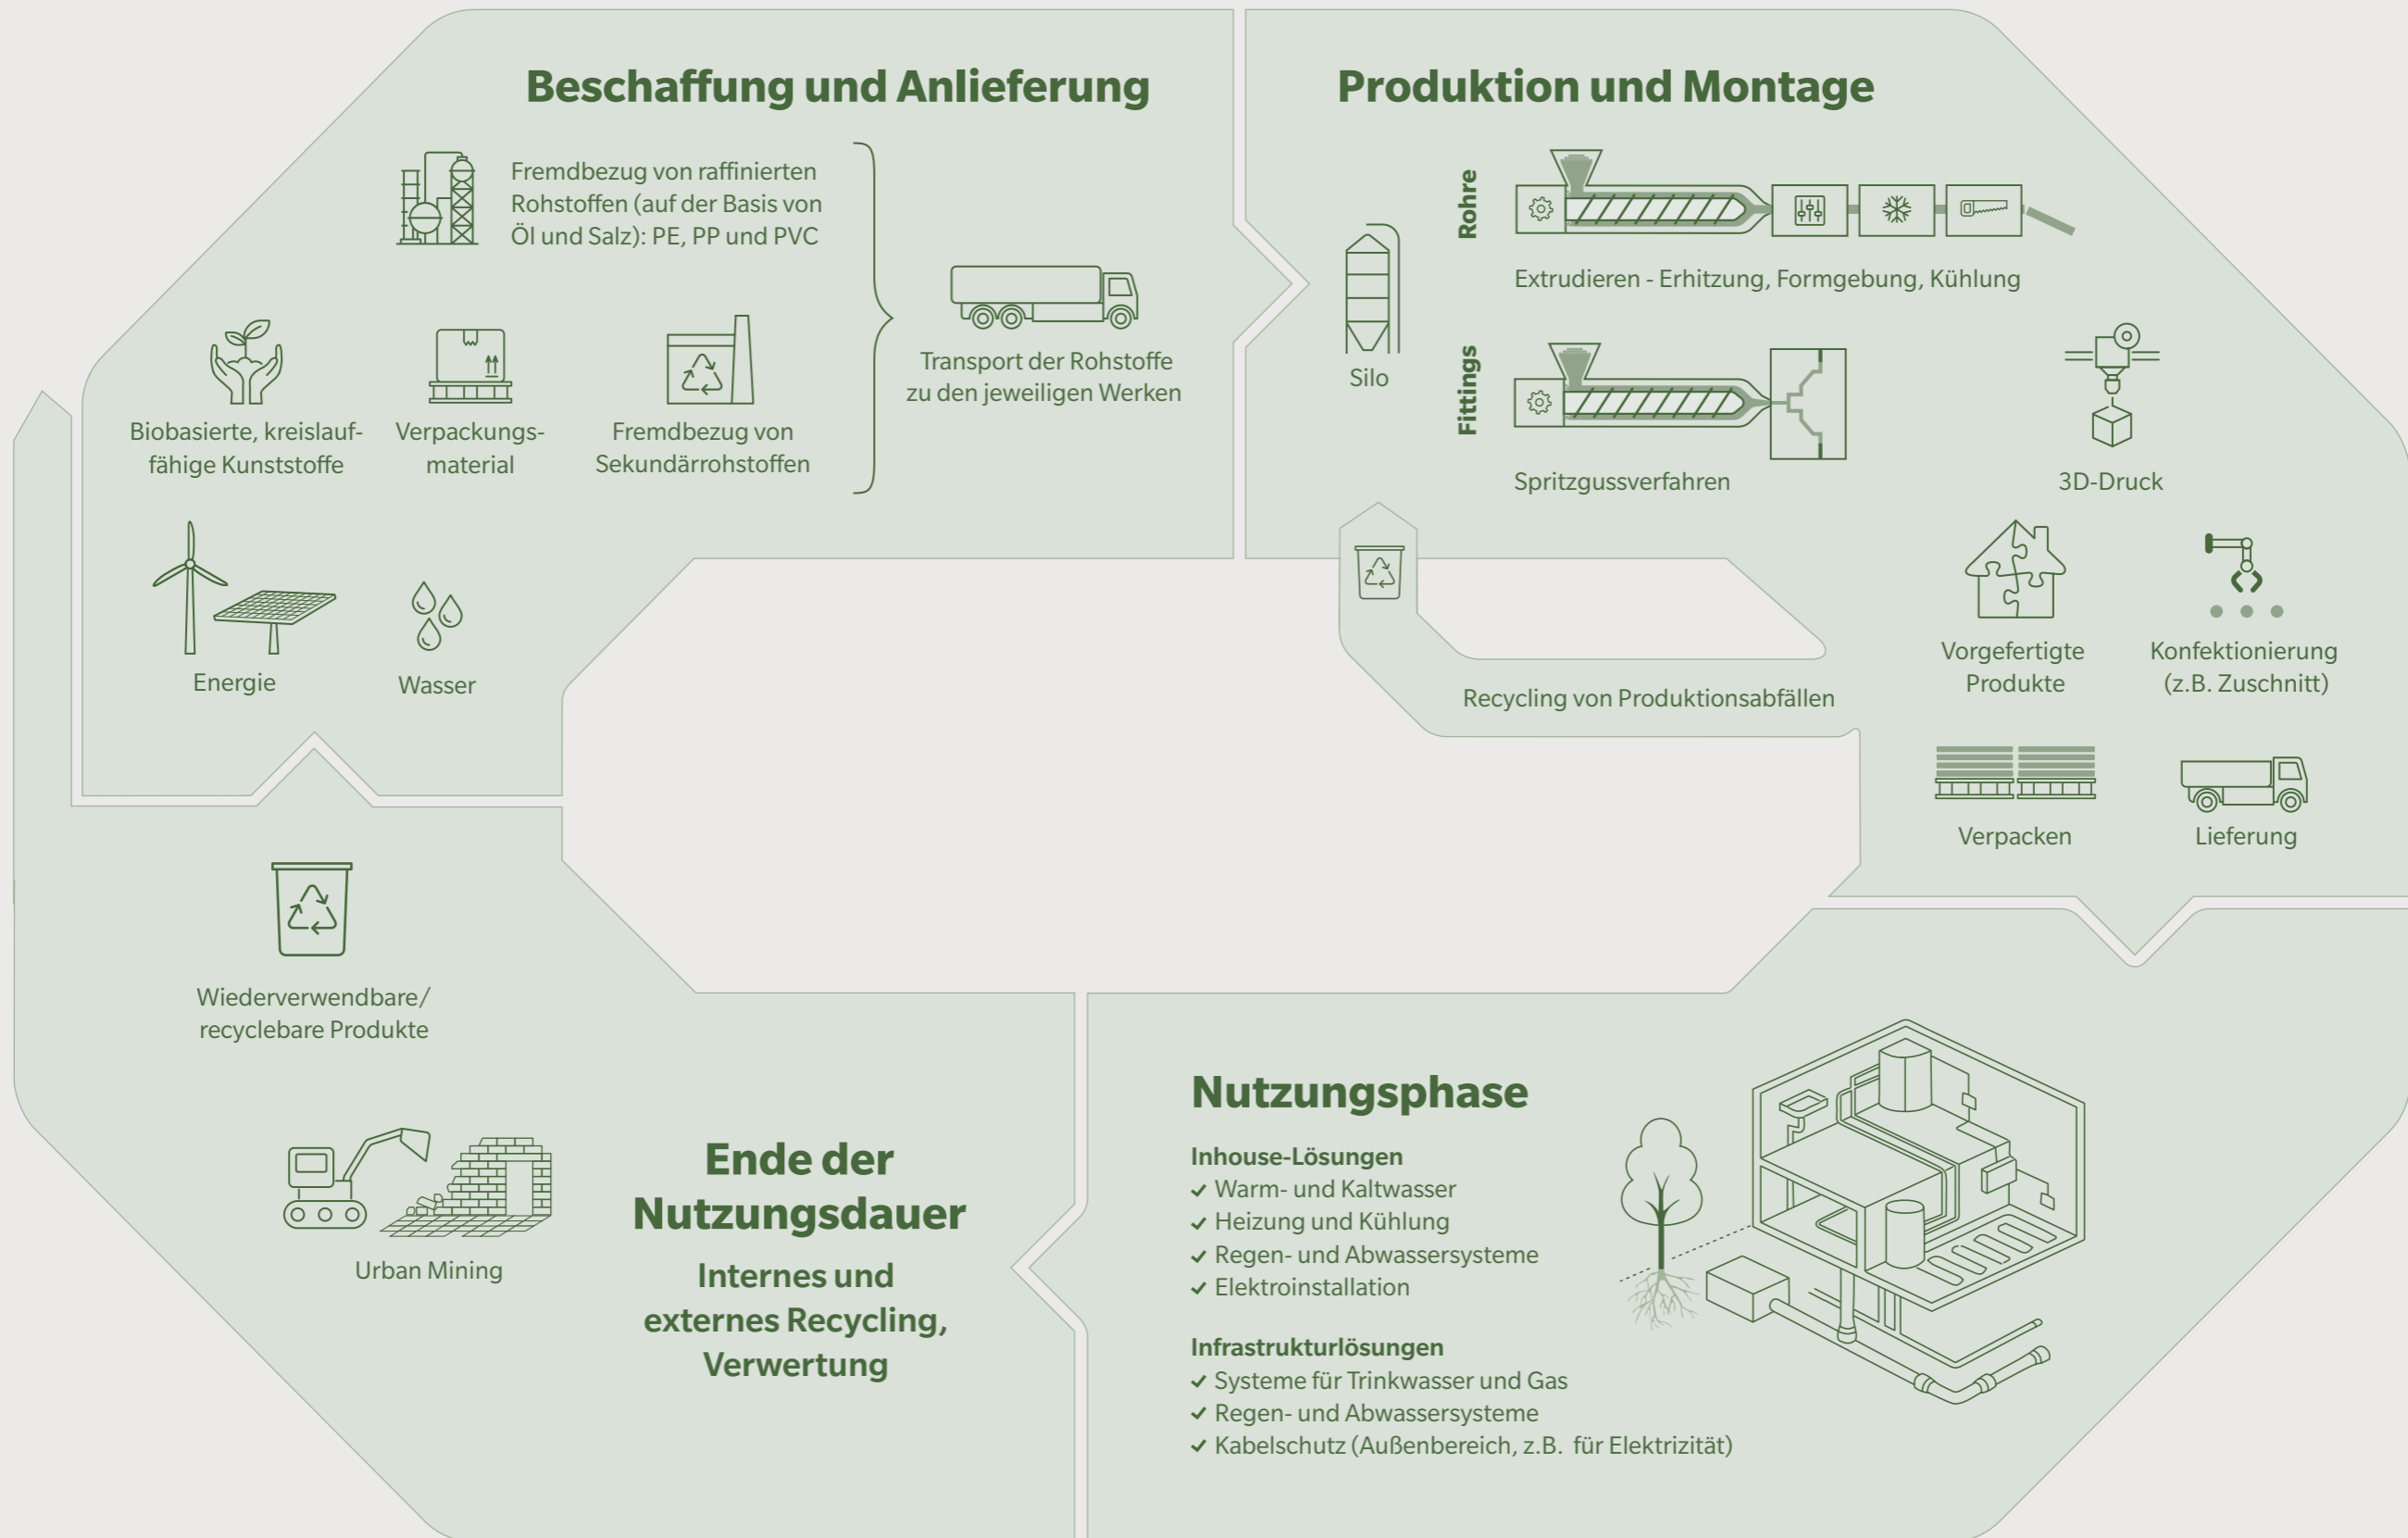 Beschaffung und Anlieferung
Fremdbezug von raffinierten
Rohstoffen (auf der Basis von
Öl und Salz): PE, PP und PVC
Biobasierte, kreislauf-
fähige Kunststoffe
Verpackungs-
material
Fremdbezug von
Sekundärrohstoffen
Transport der Rohstoffe
zu den jeweiligen Werken
Energie
Wasser
Produktion und Montage
Silo
Rohre
Extrudieren - Erhitzung, Formgebung, Kühlung
Fittings
Spritzgussverfahren
3D-Druck
Vorgefertigte
Produkte
Konfektionierung
(z.B. Zuschnitt)
Recycling von Produktionsabfällen
Verpacken
Lieferung
Nutzungsphase
Inhouse-Lösungen
✓ Warm- und Kaltwasser
✓ Heizung und Kühlung
✓ Regen- und Abwassersysteme
✓ Elektroinstallation
Infrastrukturlösungen
✓ Systeme für Trinkwasser und Gas
✓ Regen- und Abwassersysteme
✓ Kabelschutz (Außenbereich, z.B. für Elektrizität)
Ende der
Nutzungsdauer
Internes und
externes Recycling,
Verwertung
Wiederverwendbare/
recyclebare Produkte
Urban Mining